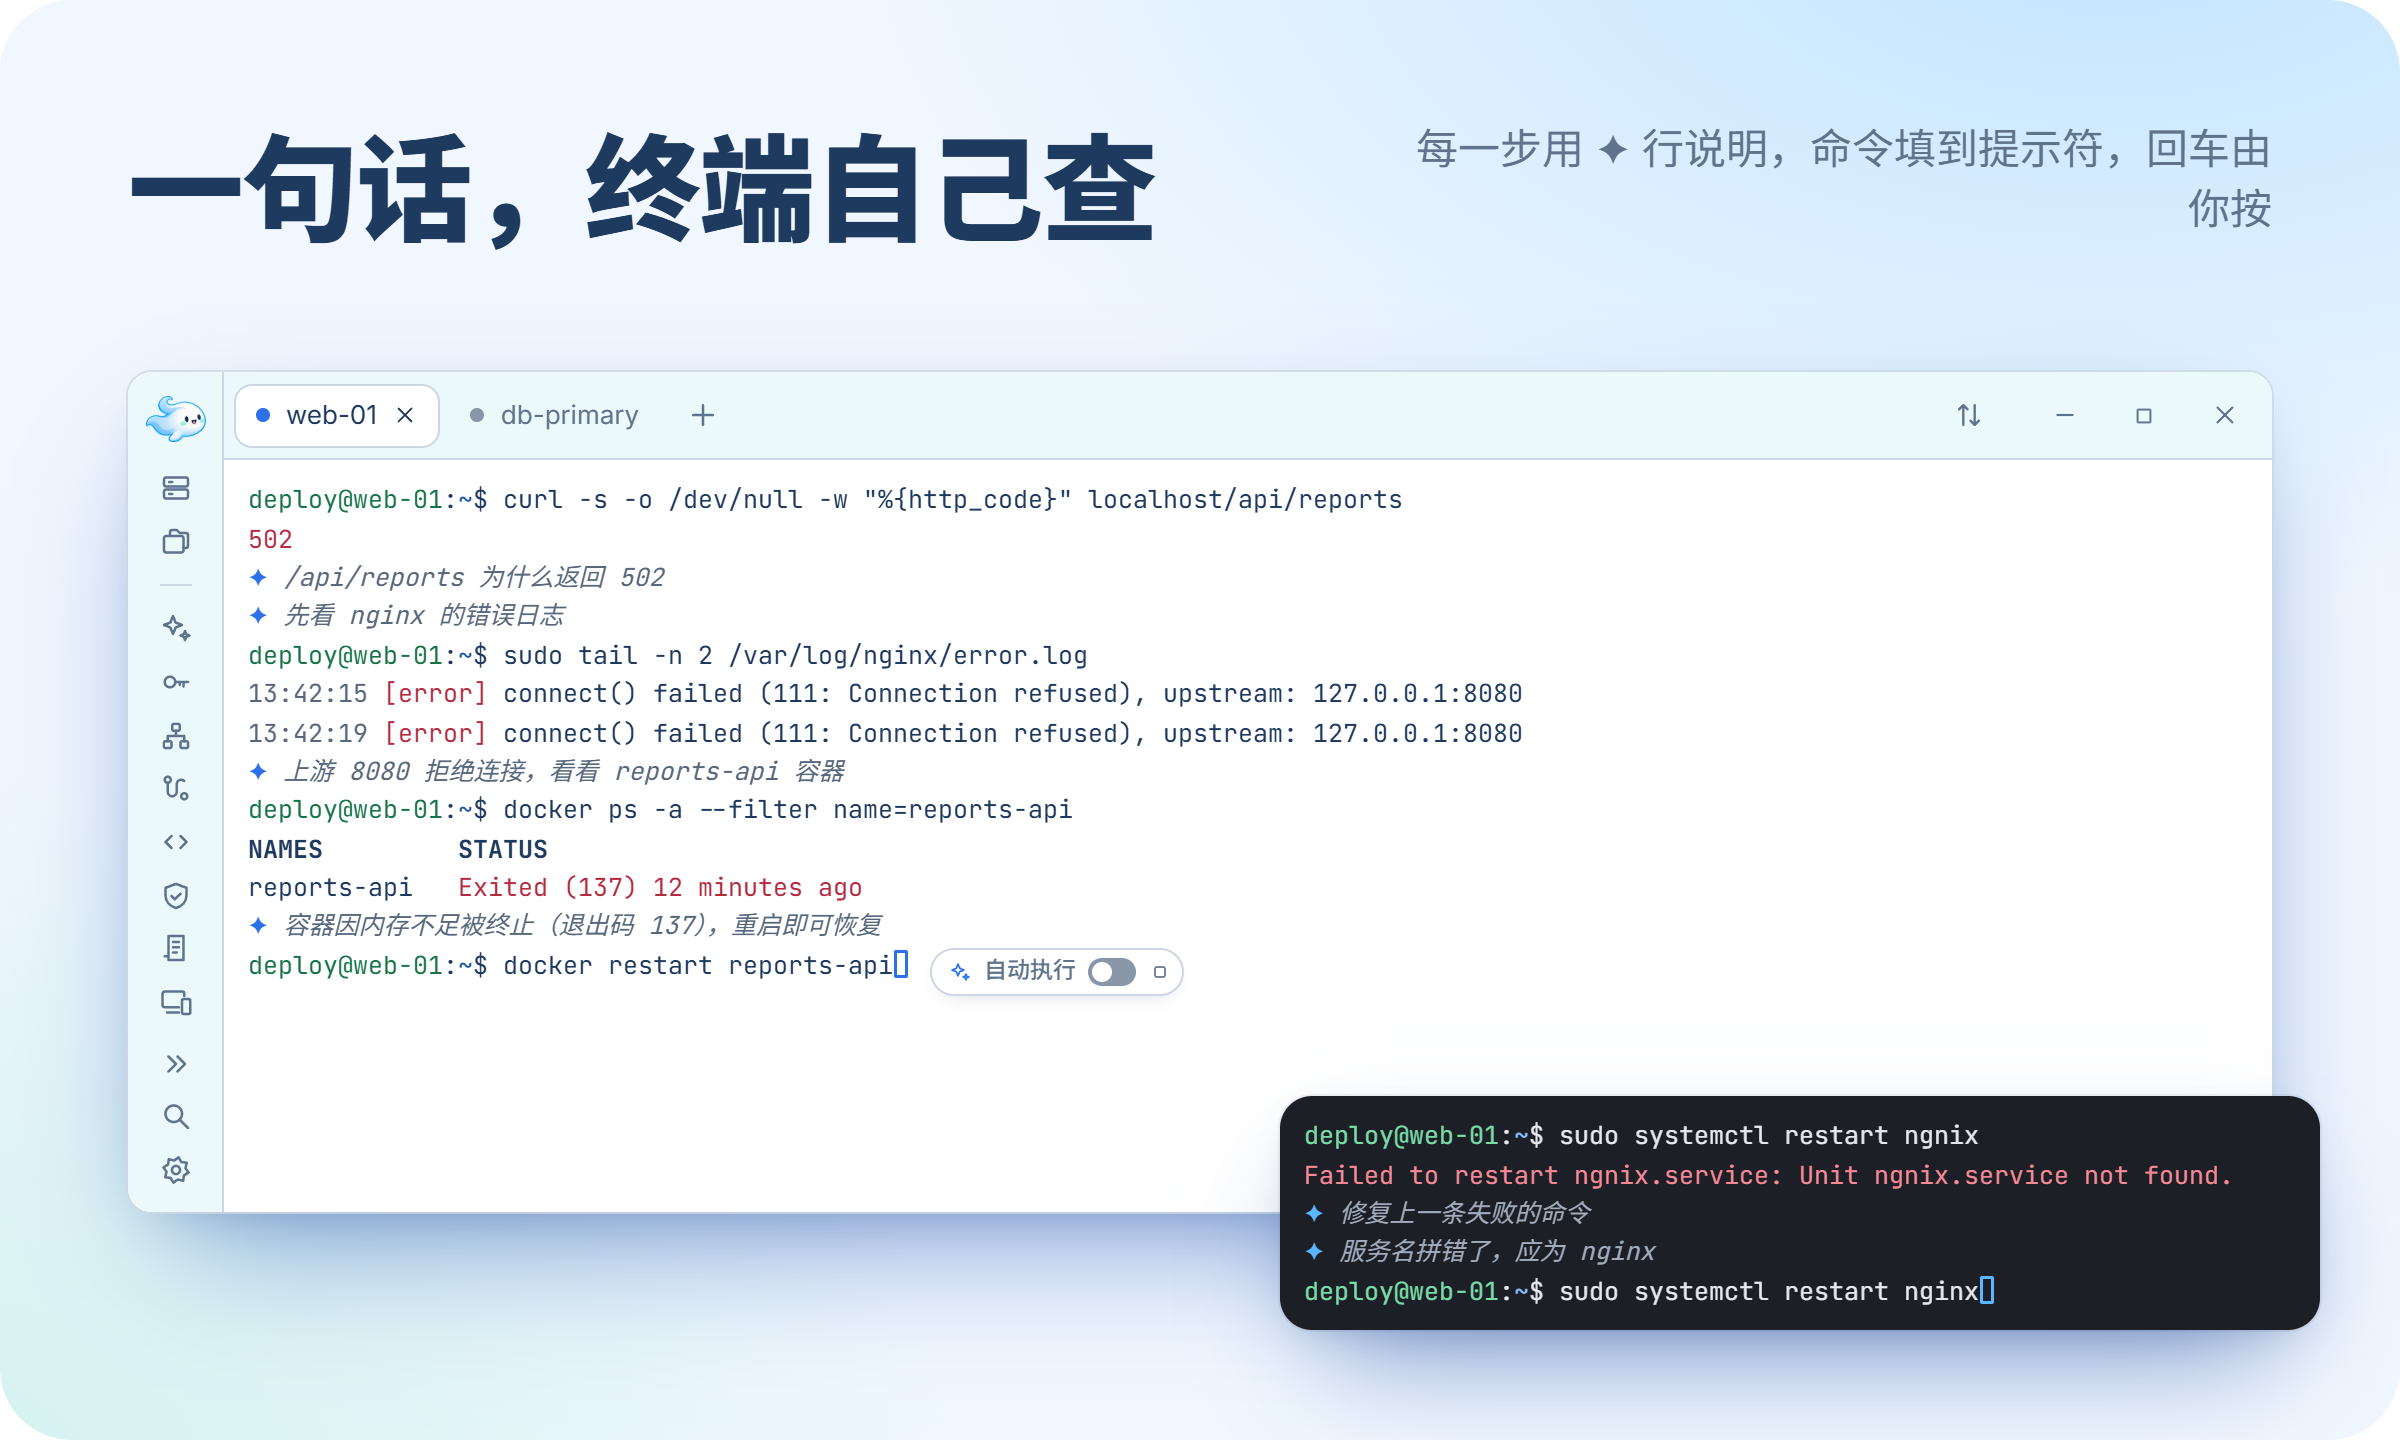 一句话，终端自己查
每一步用 ✦ 行说明，命令填到提示符，回车由
你按
web-01
db-primary
deploy@web-01:~$ curl -s -o /dev/null -w "%{http_code}" localhost/api/reports
502
✦ /api/reports 为什么返回 502
✦ 先看 nginx 的错误日志
deploy@web-01:~$ sudo tail -n 2 /var/log/nginx/error.log
13:42:15 [error] connect() failed (111: Connection refused), upstream: 127.0.0.1:8080
13:42:19 [error] connect() failed (111: Connection refused), upstream: 127.0.0.1:8080
✦ 上游 8080 拒绝连接，看看 reports-api 容器
deploy@web-01:~$ docker ps -a --filter name=reports-api
NAMES STATUS
reports-api Exited (137) 12 minutes ago
✦ 容器因内存不足被终止（退出码 137），重启即可恢复
deploy@web-01:~$ docker restart reports-api
自动执行
deploy@web-01:~$ sudo systemctl restart ngnix
Failed to restart ngnix.service: Unit ngnix.service not found.
✦ 修复上一条失败的命令
✦ 服务名拼错了，应为 nginx
deploy@web-01:~$ sudo systemctl restart nginx